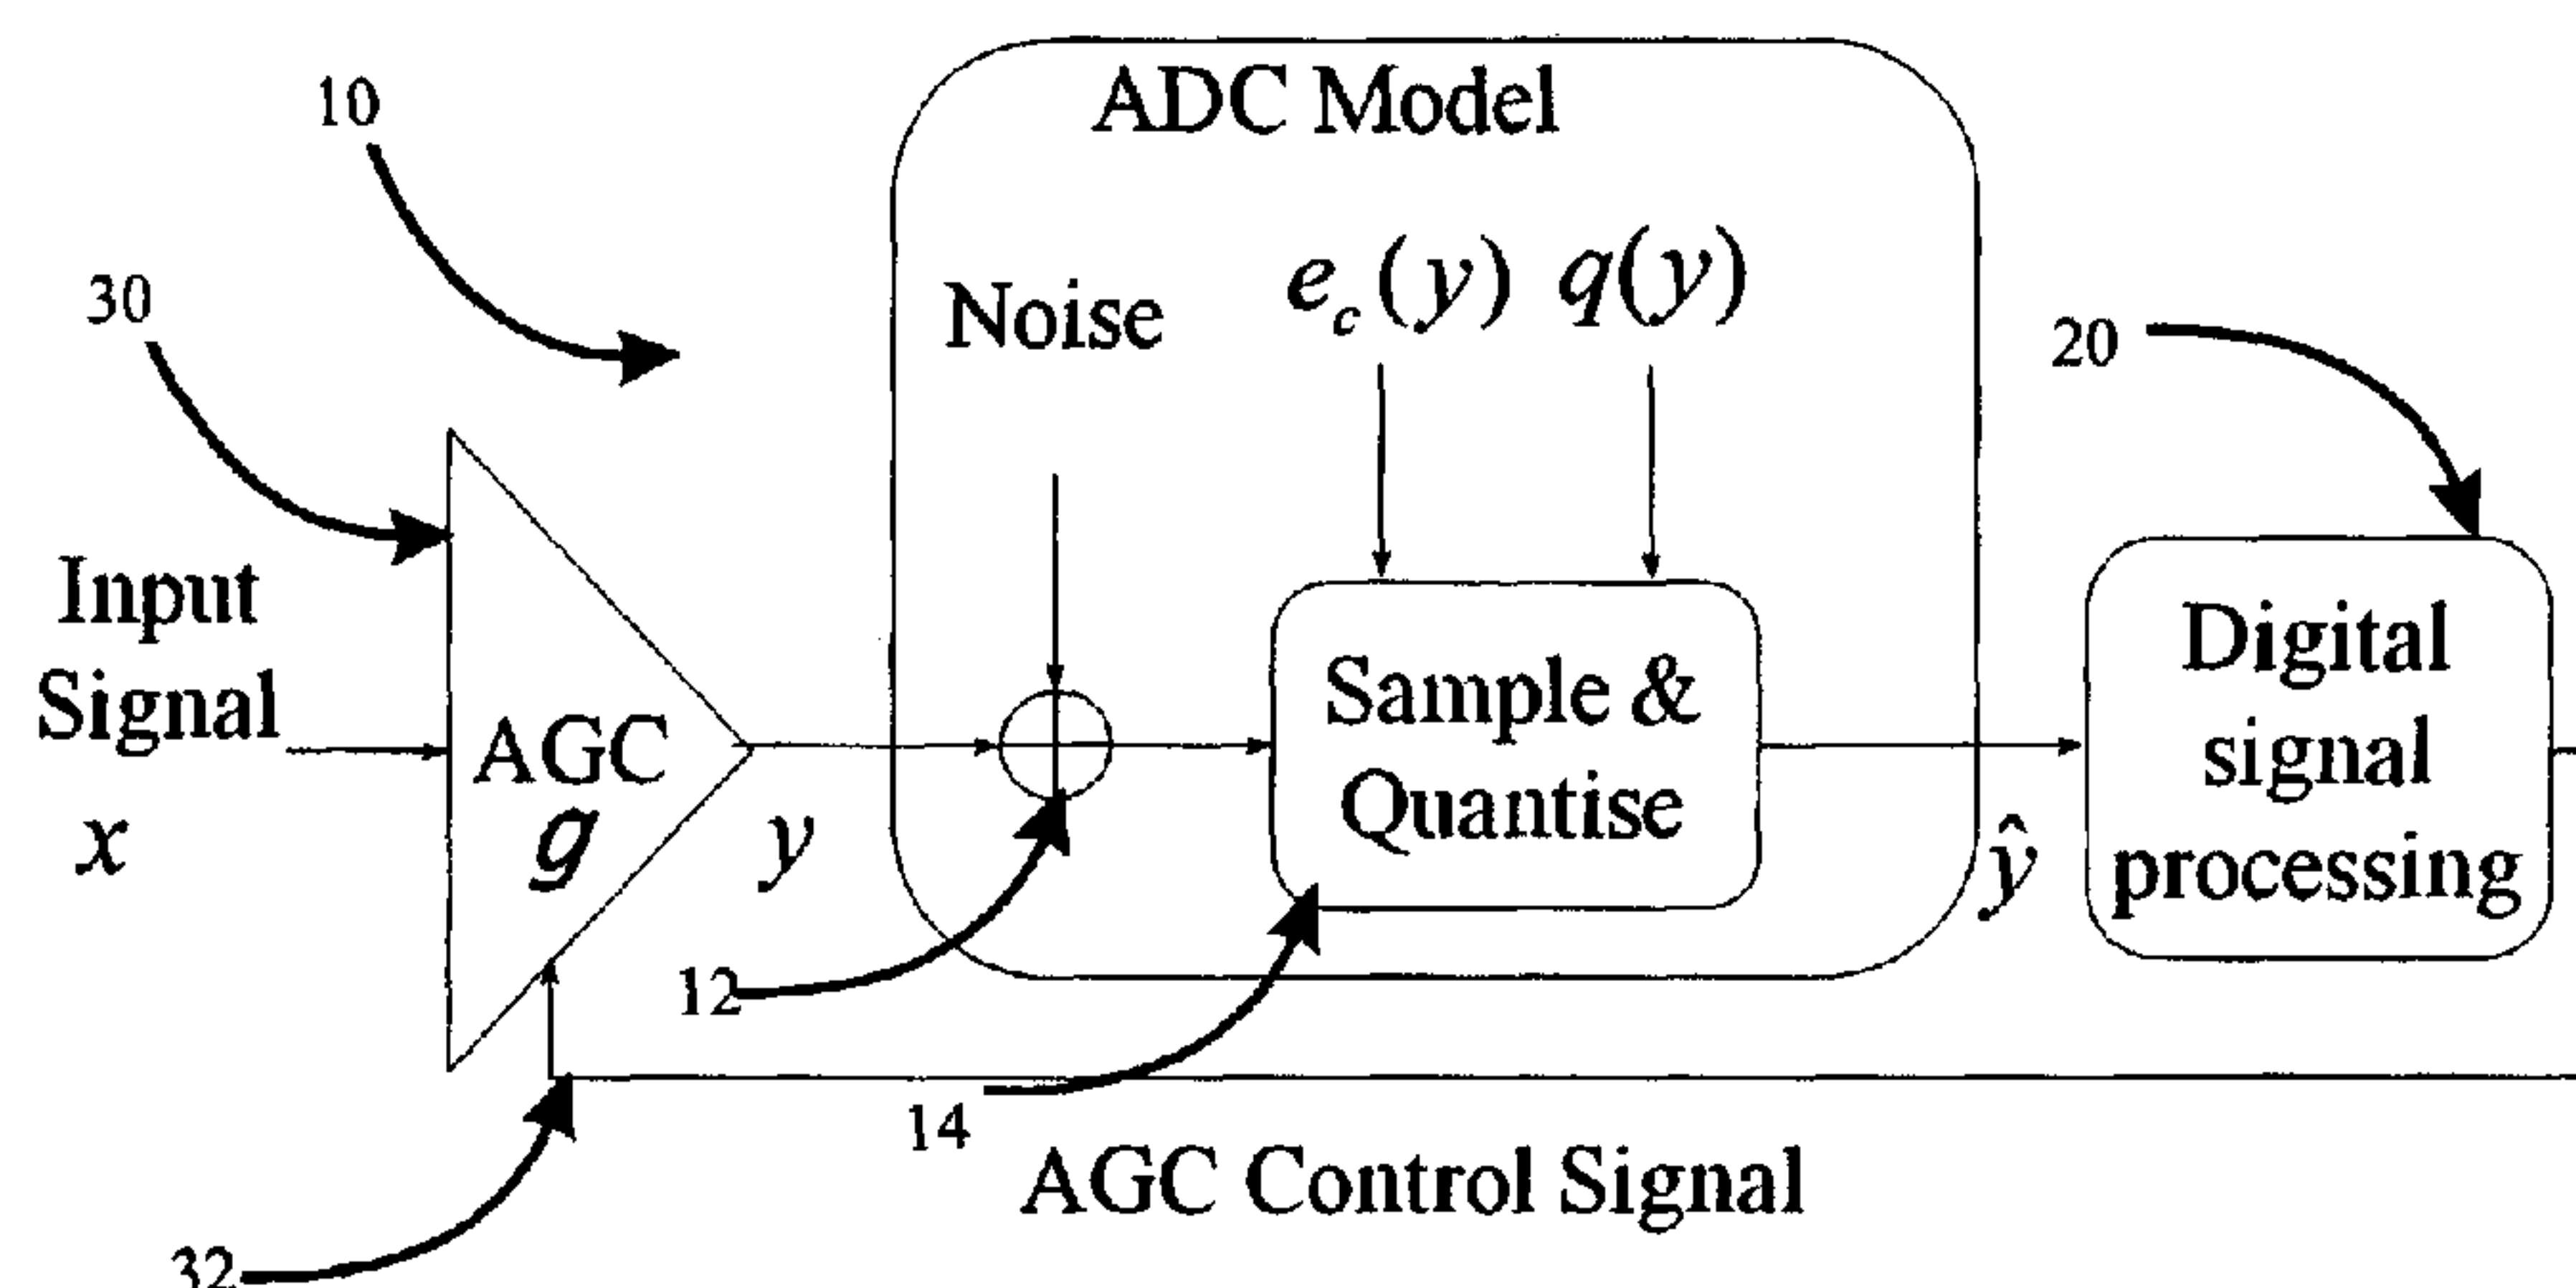 10
ADC Model
30
Noise
e_c(y) q(y)
20
Input
Signal
x
AGC
g
y
Sample &
Quantise
ŷ
Digital
signal
processing
12
14
AGC Control Signal
32